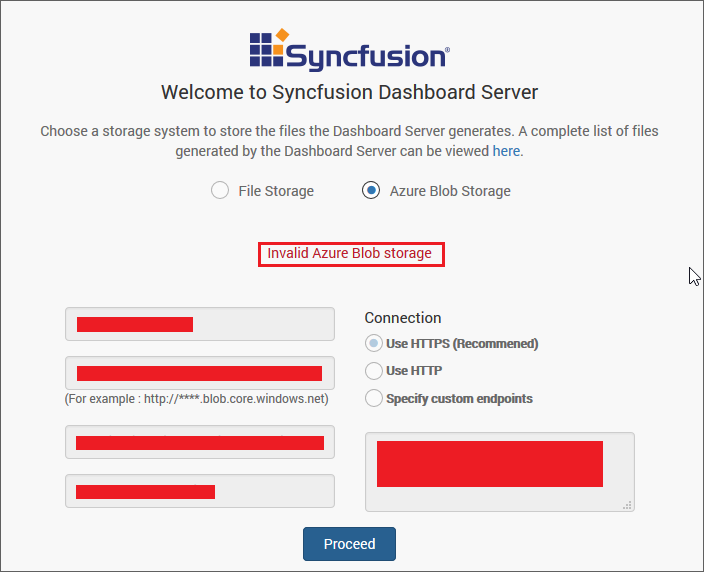 Syncfusion®
Welcome to Syncfusion Dashboard Server
Choose a storage system to store the files the Dashboard Server generates. A complete list of files
generated by the Dashboard Server can be viewed here.
File Storage
Azure Blob Storage
Invalid Azure Blob storage
(For example : http://****.blob.core.windows.net)
Connection
Use HTTPS (Recommened)
Use HTTP
Specify custom endpoints
Proceed